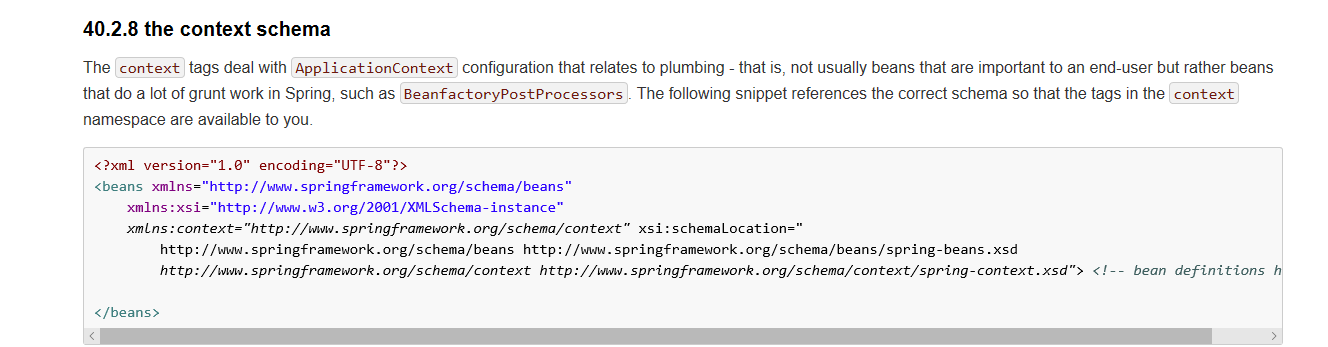 40.2.8 the context schema
The context tags deal with ApplicationContext configuration that relates to plumbing - that is, not usually beans that are important to an end-user but rather beans
that do a lot of grunt work in Spring, such as BeanfactoryPostProcessors. The following snippet references the correct schema so that the tags in the context
namespace are available to you.
<?xml version="1.0" encoding="UTF-8"?>
<beans xmlns="http://www.springframework.org/schema/beans"
    xmlns:xsi="http://www.w3.org/2001/XMLSchema-instance"
    xmlns:context="http://www.springframework.org/schema/context" xsi:schemaLocation="
        http://www.springframework.org/schema/beans http://www.springframework.org/schema/beans/spring-beans.xsd
        http://www.springframework.org/schema/context http://www.springframework.org/schema/context/spring-context.xsd"> <!-- bean definitions h
</beans>